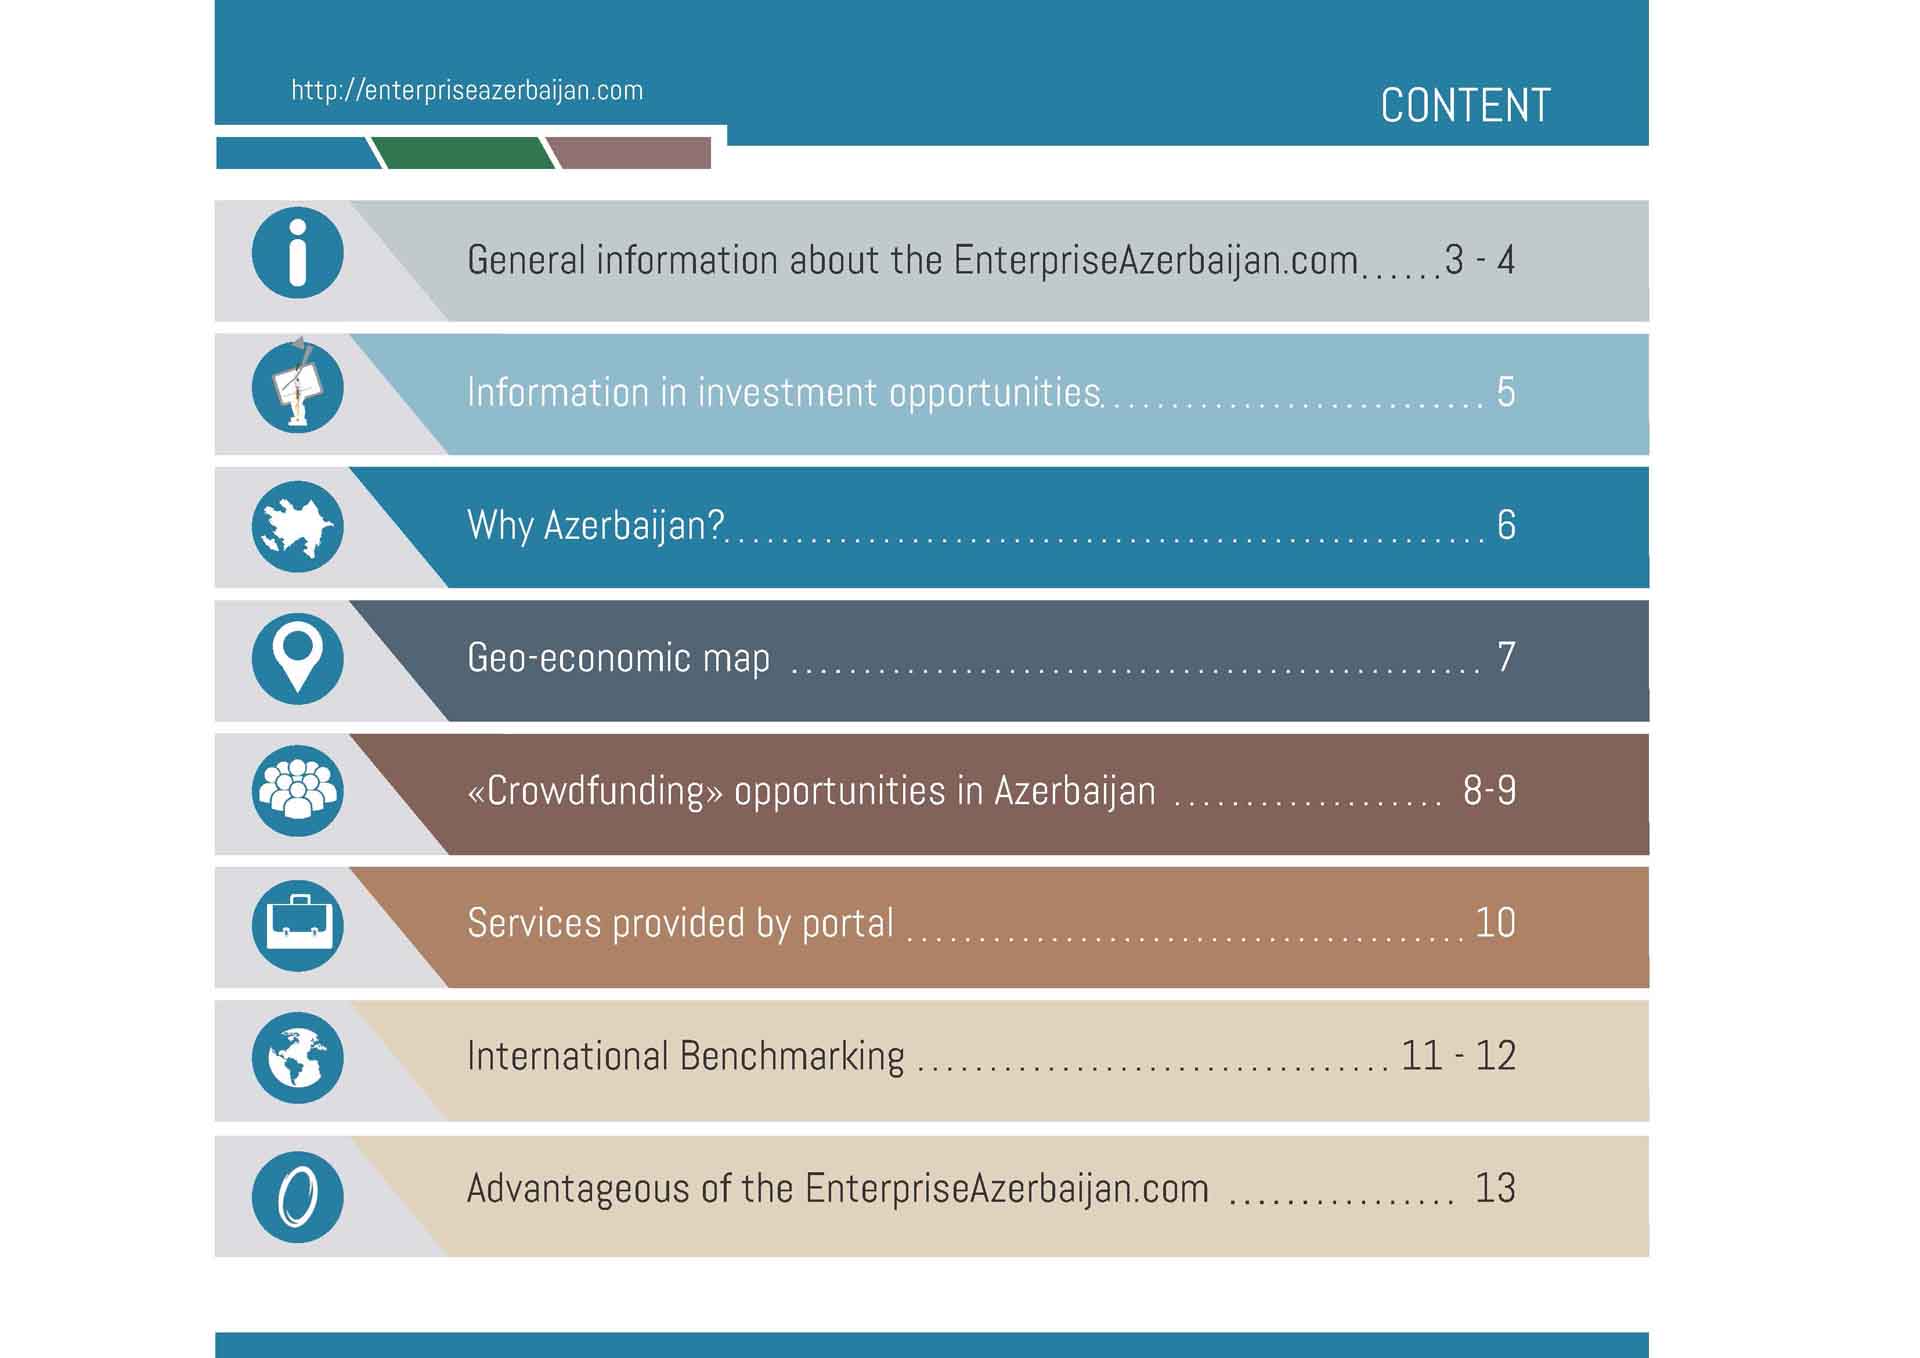 http://enterpriseazerbaijan.com
CONTENT
General information about the EnterpriseAzerbaijan.com......3 - 4
Information in investment opportunities........................... 5
Why Azerbaijan?..................................................... 6
Geo-economic map ................................................ 7
«Crowdfunding» opportunities in Azerbaijan ................... 8-9
Services provided by portal ....................................... 10
International Benchmarking ................................. 11 - 12
Advantageous of the EnterpriseAzerbaijan.com ................ 13